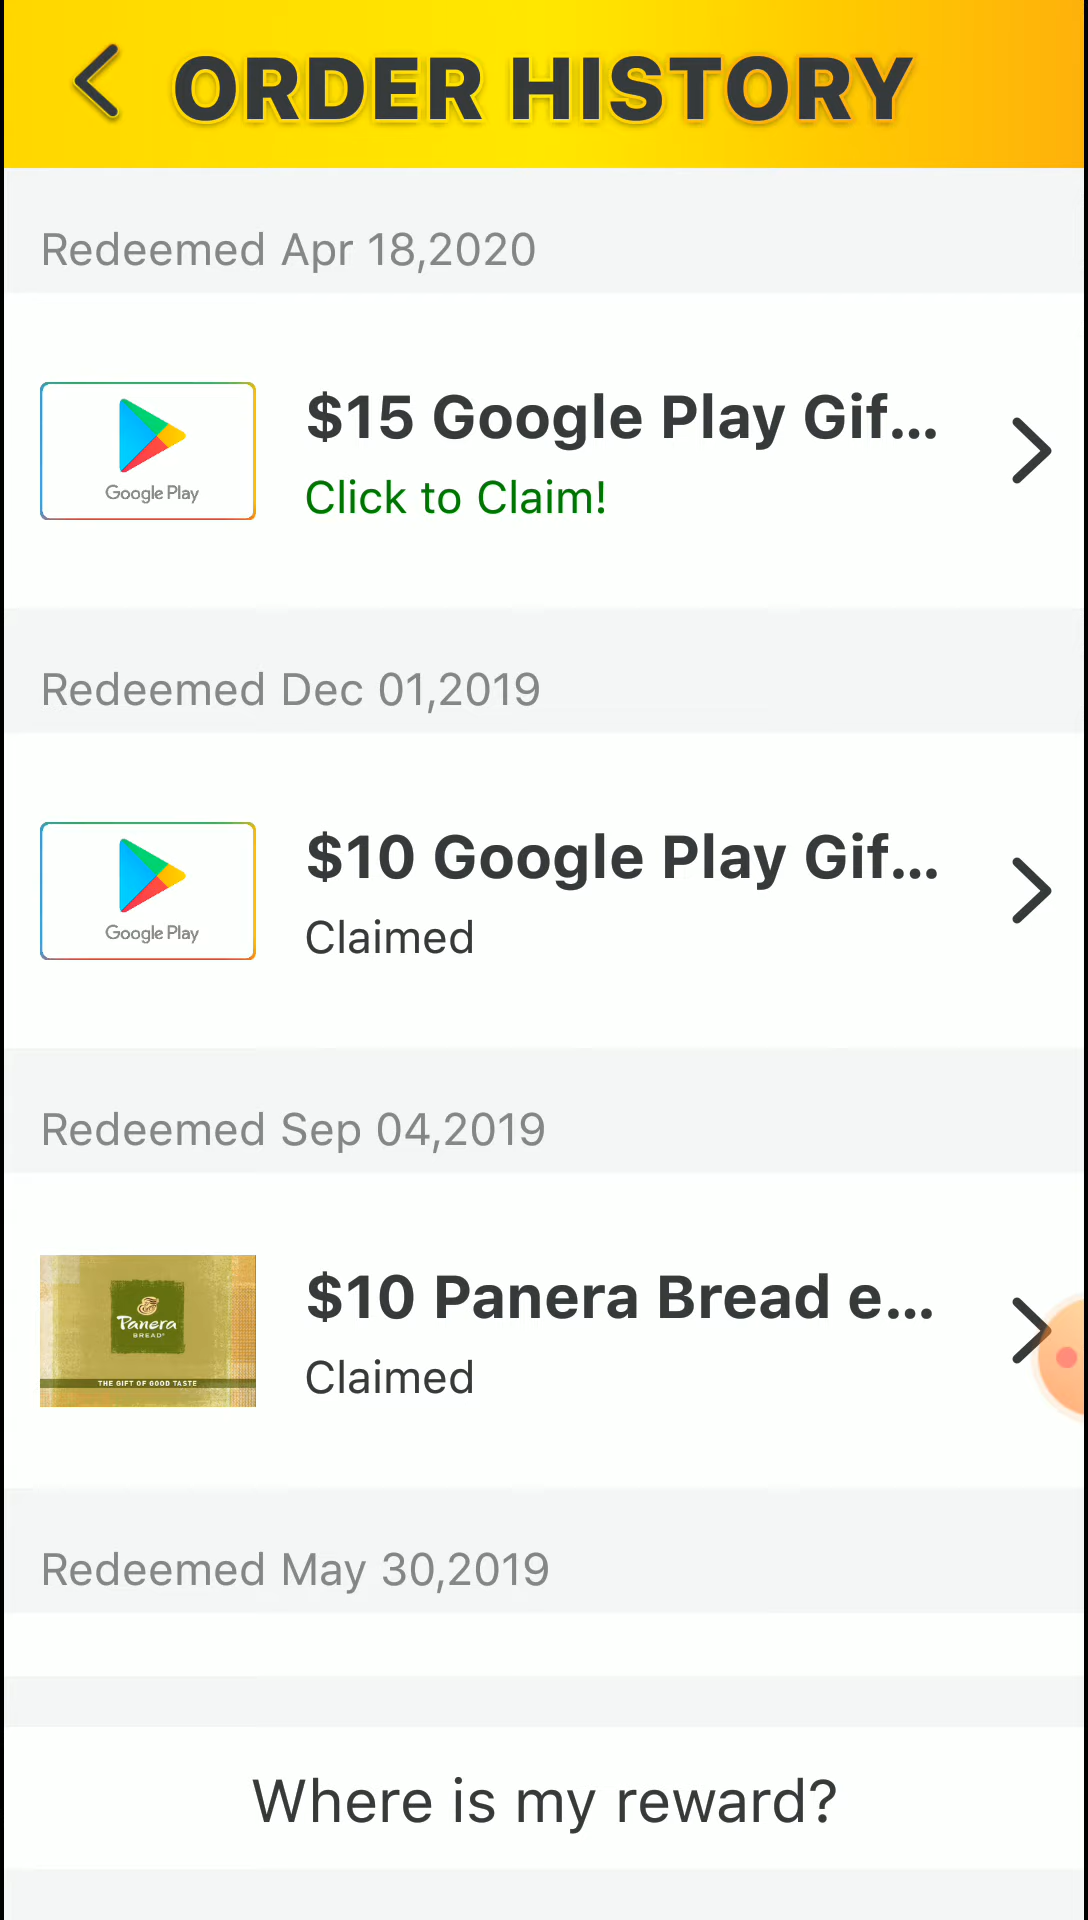 ORDER HISTORY
Redeemed Apr 18,2020
Google Play
$15 Google Play Gif...
Click to Claim!
Redeemed Dec 01,2019
Google Play
$10 Google Play Gif...
Claimed
Redeemed Sep 04,2019
Panera
BREAD®
THE GIFT OF GOOD TASTE
$10 Panera Bread e...
Claimed
Redeemed May 30,2019
Where is my reward?